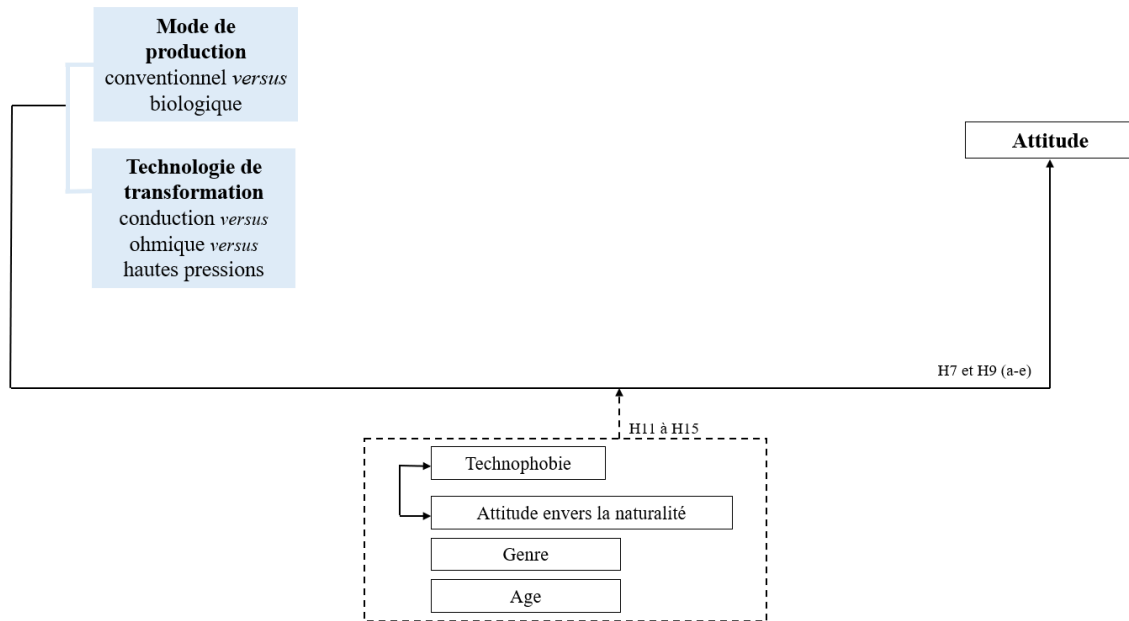 Mode de
production
conventionnel versus
biologique
Technologie de
transformation
conduction versus
ohmique versus
hautes pressions
Attitude
H7 et H9 (a-e)
H11 à H15
Technophobie
Attitude envers la naturalité
Genre
Age